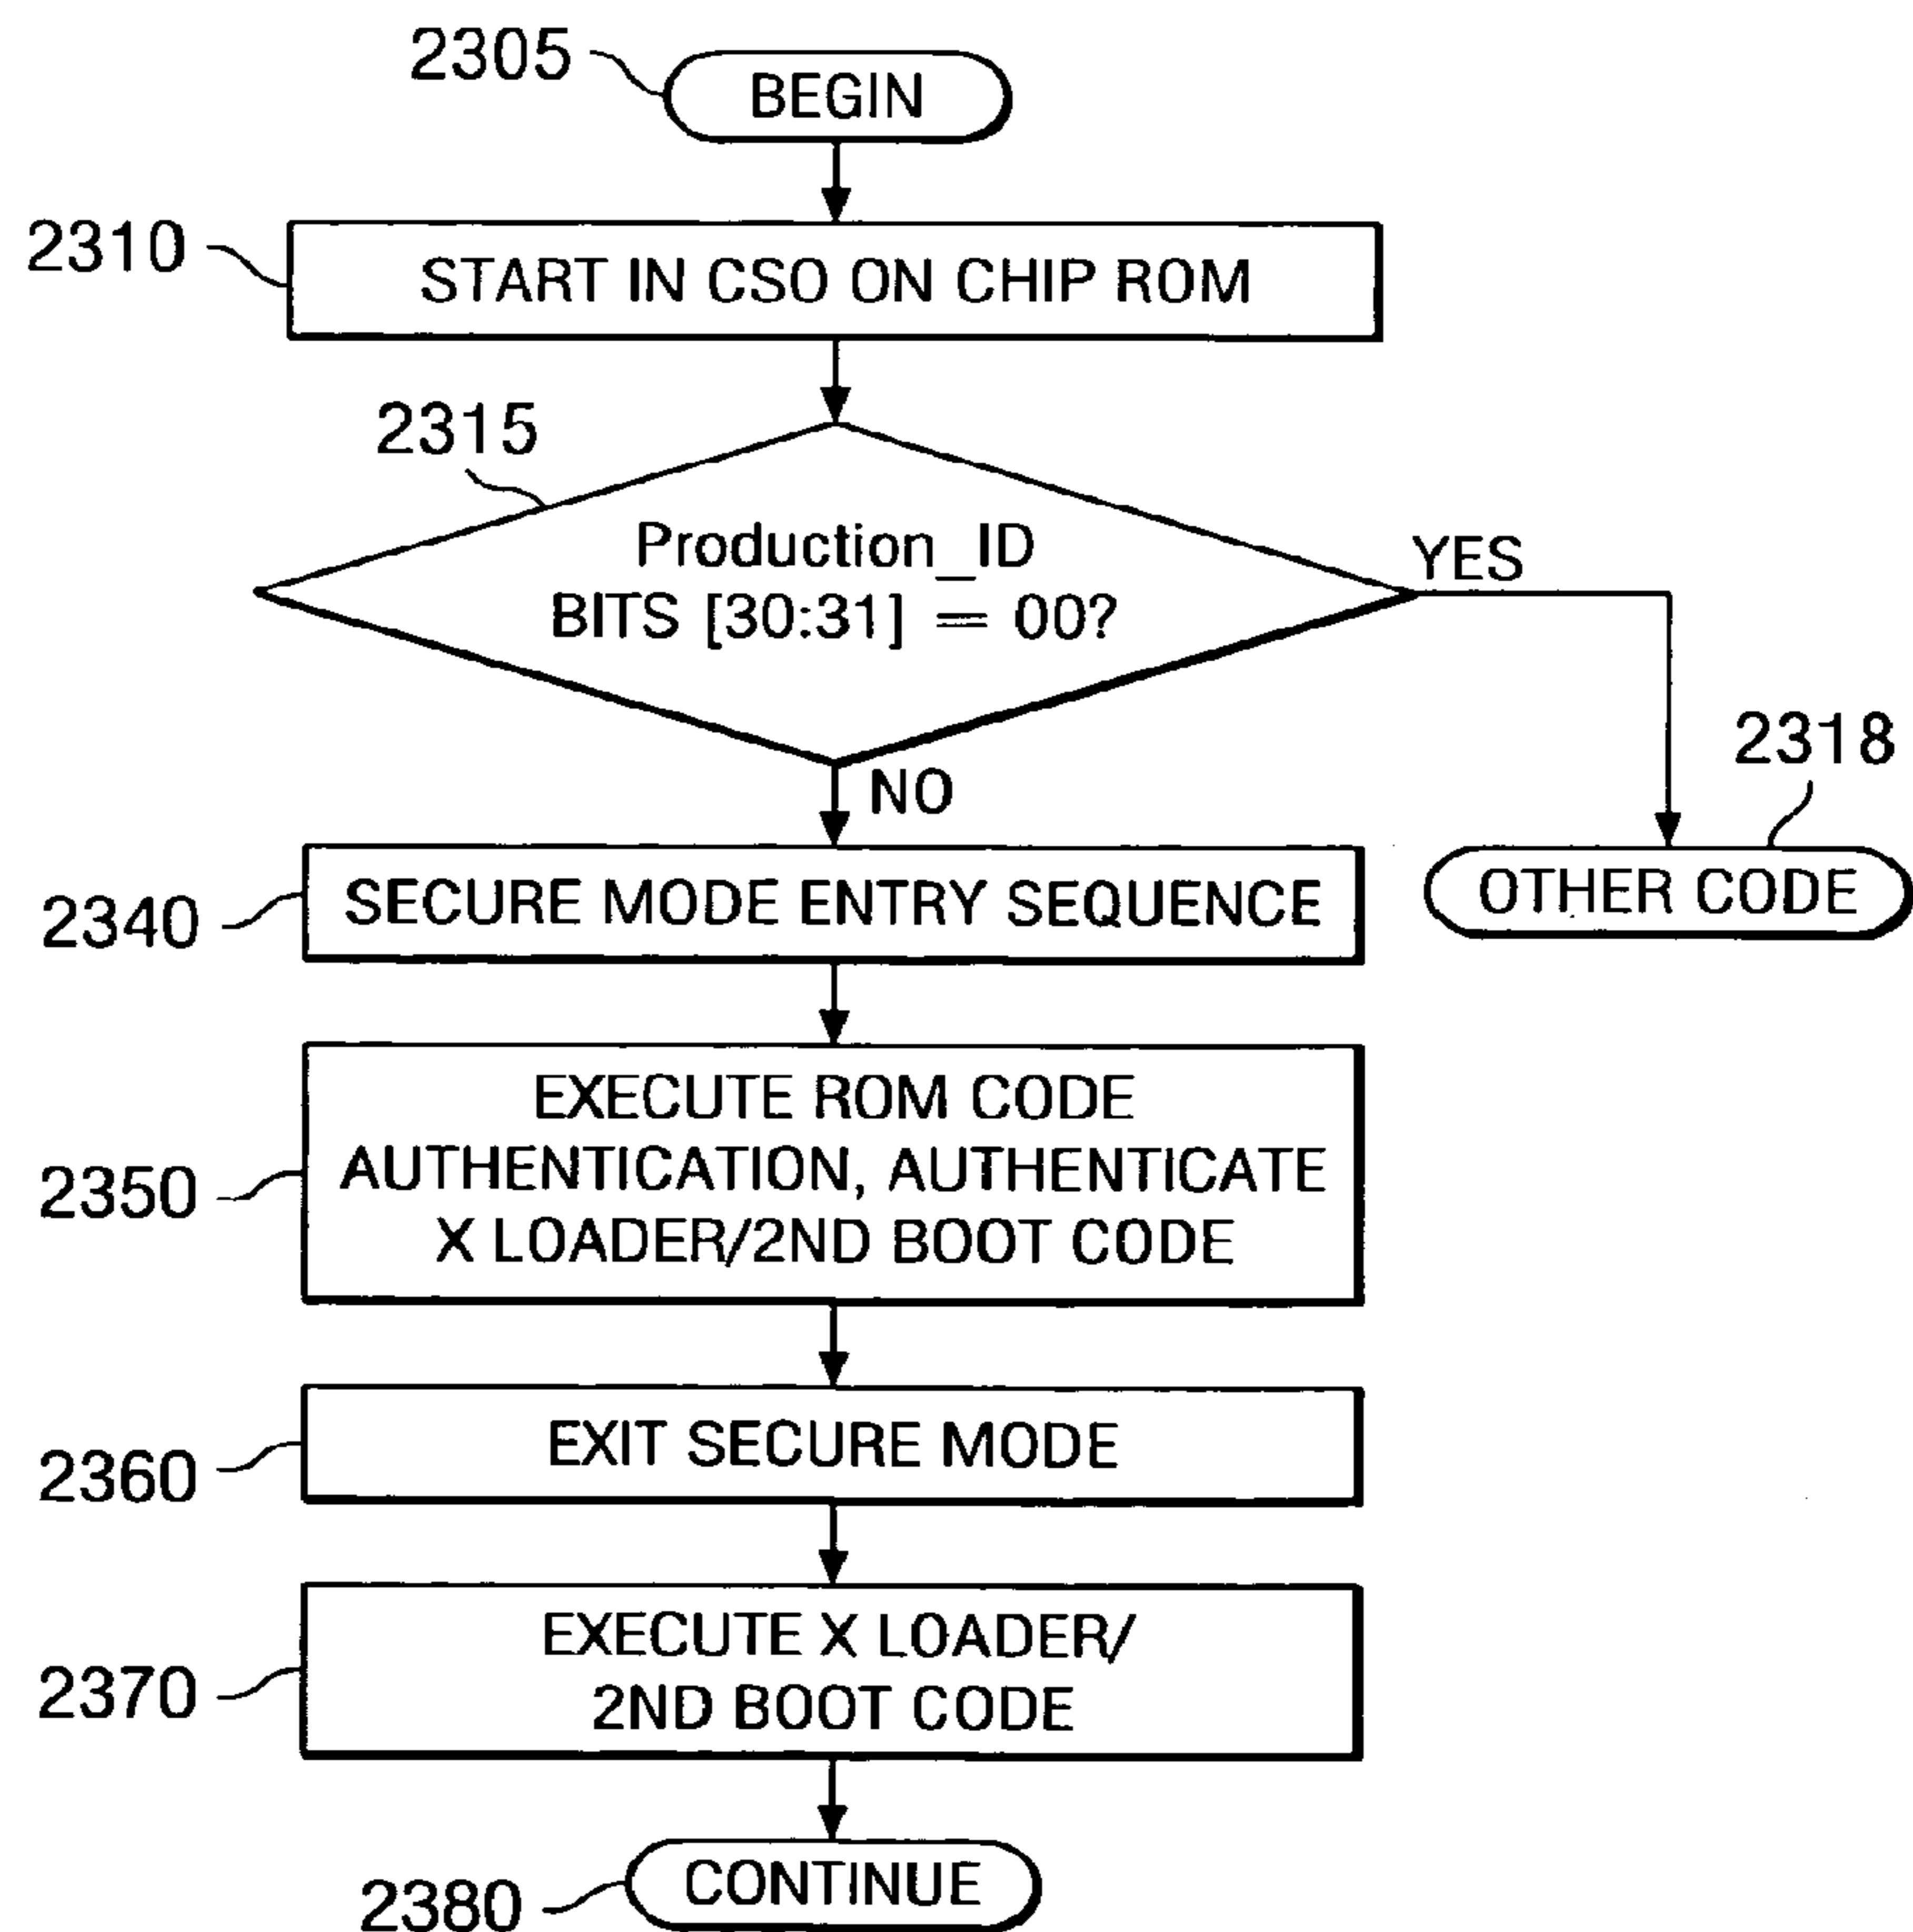 2305
BEGIN
2310
START IN CSO ON CHIP ROM
2315
Production_ID
BITS [30:31] == 00?
YES
NO
2318
OTHER CODE
2340
SECURE MODE ENTRY SEQUENCE
2350
EXECUTE ROM CODE
AUTHENTICATION, AUTHENTICATE
X LOADER/2ND BOOT CODE
2360
EXIT SECURE MODE
2370
EXECUTE X LOADER/
2ND BOOT CODE
2380
CONTINUE